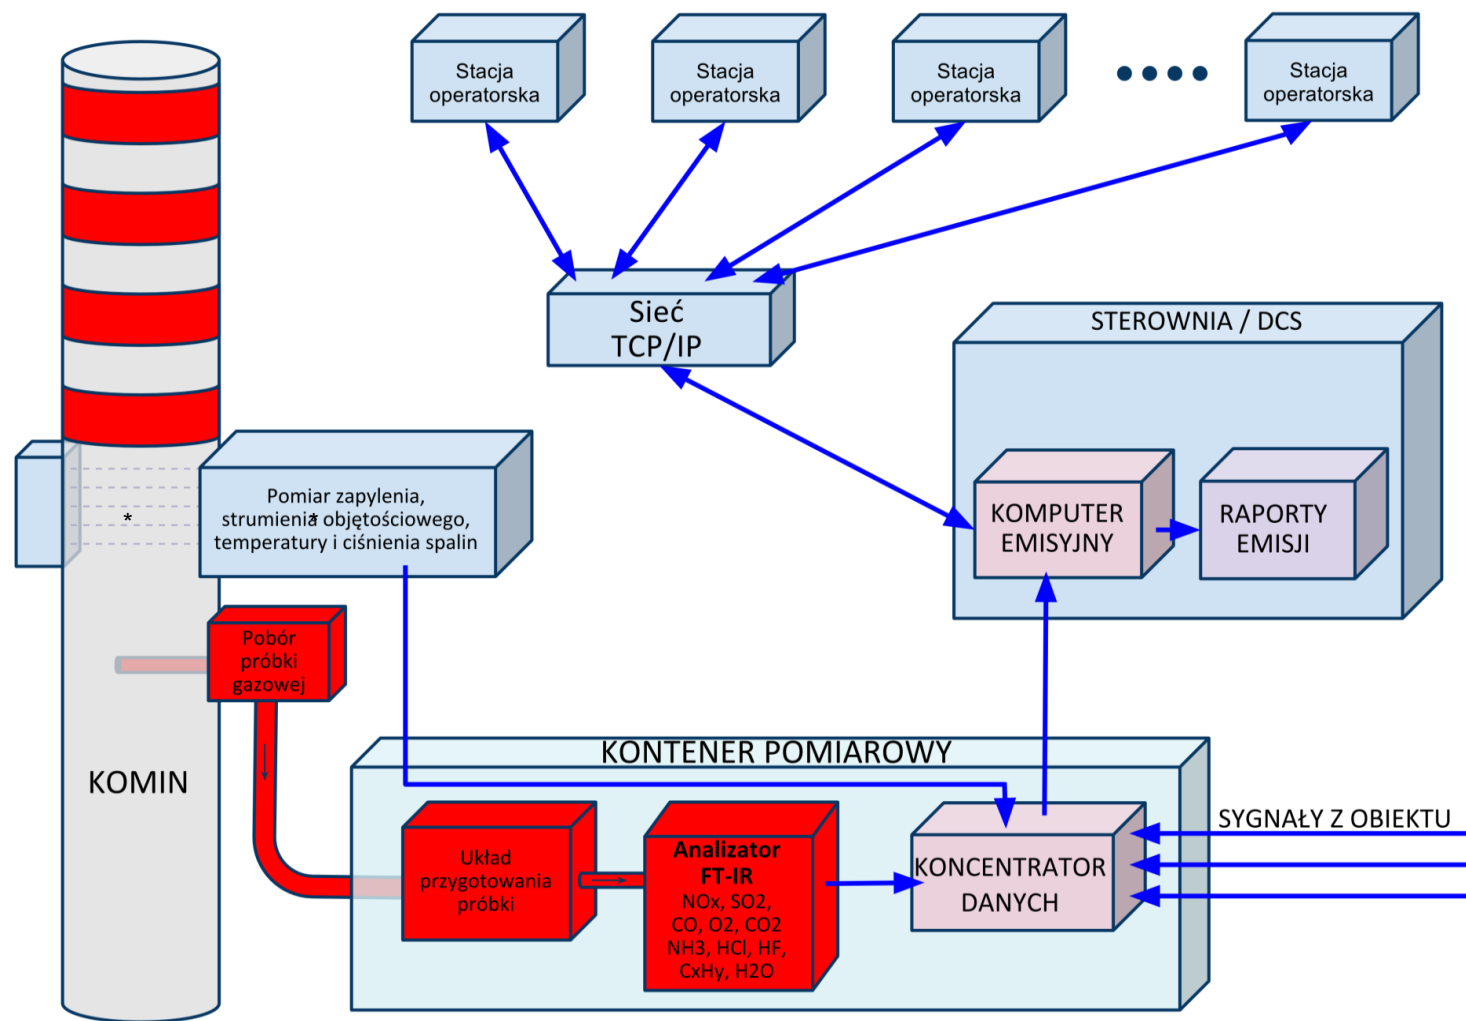 Stacja
operatorska
Stacja
operatorska
Stacja
operatorska
Stacja
operatorska
Sieć
TCP/IP
STEROWNIA / DCS
KOMPUTER
EMISYJNY
RAPORTY
EMISJI
Pomiar zapylenia,
strumienia objętościowego,
temperatury i ciśnienia spalin
*
*
Pobór
próbki
gazowej
KOMIN
KONTENER POMIAROWY
Układ
przygotowania
próbki
Analizator
FT-IR
NOx, SO2,
CO, O2, CO2
NH3, HCl, HF,
CxHy, H2O
KONCENTRATOR
DANYCH
SYGNAŁY Z OBIEKTU